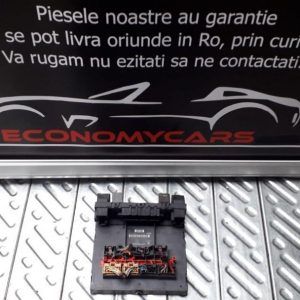 Piesele noastre au garantie
se pot livra oriunde in Ro, prin curi
Va rugam nu ezitati sa ne contactati.
ECONOMYCARS